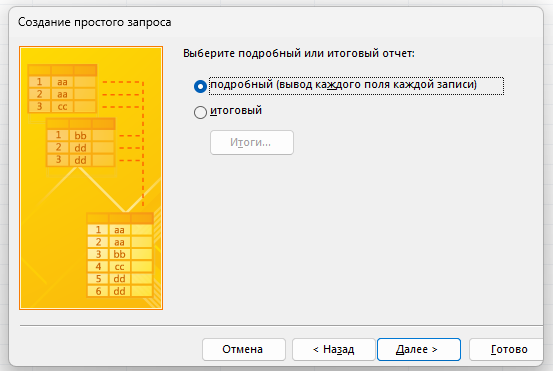 Создание простого запроса
Выберите подробный или итоговый отчет:
подробный (вывод каждого поля каждой записи)
итоговый
Итоги...
1 aa
2 aa
3 cc
1 bb
2 dd
3 dd
1 aa
2 aa
3 bb
4 cc
5 dd
6 dd
Отмена < Назад Далее > Готово